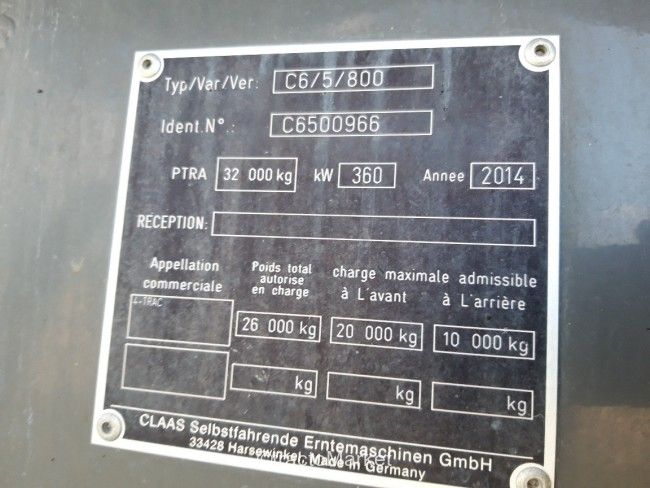 Typ/Var/Ver: C6/5/800
Ident.N°.: C6500966
PTRA 32 000 kg kW 360 Annee 2014
RECEPTION:
Appellation commerciale
Poids total autorise en charge
charge maximale admissible
à L'avant à L'arrière
4-TRAC
26 000 kg 20 000 kg 10 000 kg
kg kg kg
CLAAS Selbstfahrende Erntemaschinen GmbH
33428 Harsewinkel, Made in Germany